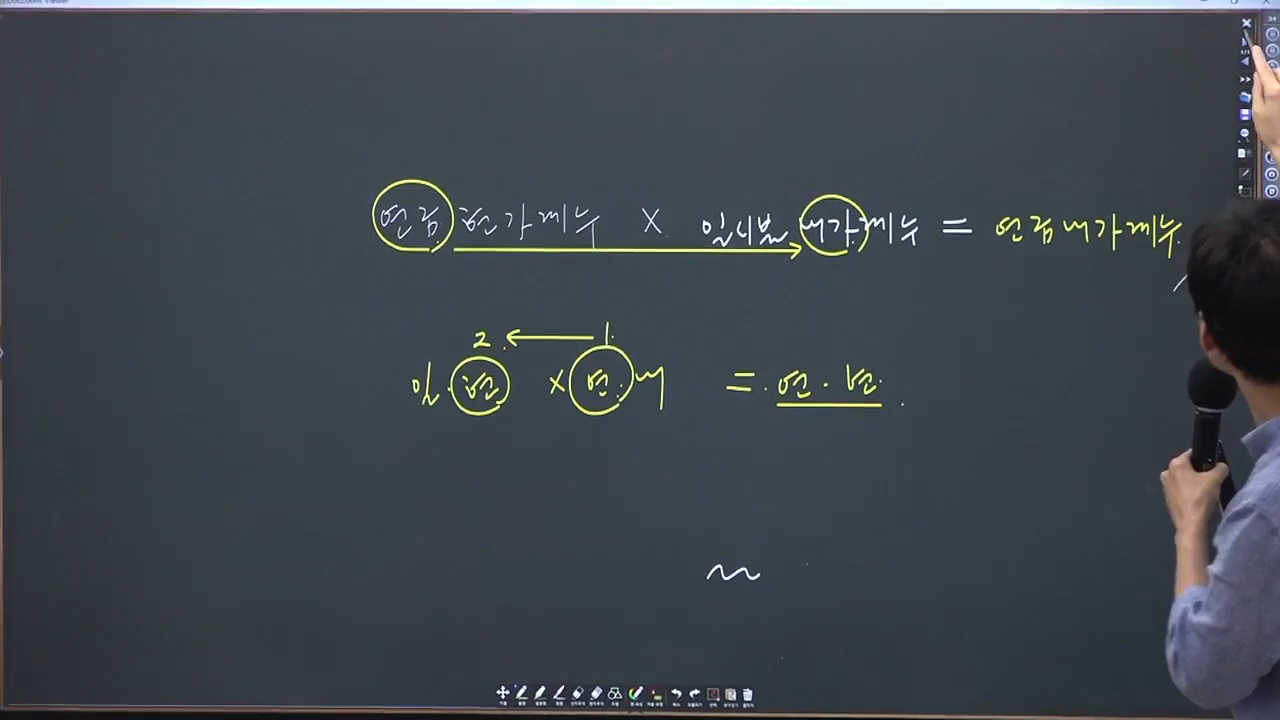 연금 현가계수 × 일시불 내가계수 = 연금내가계수
2 ← 1
일.현 × 연.내 = 연.현.